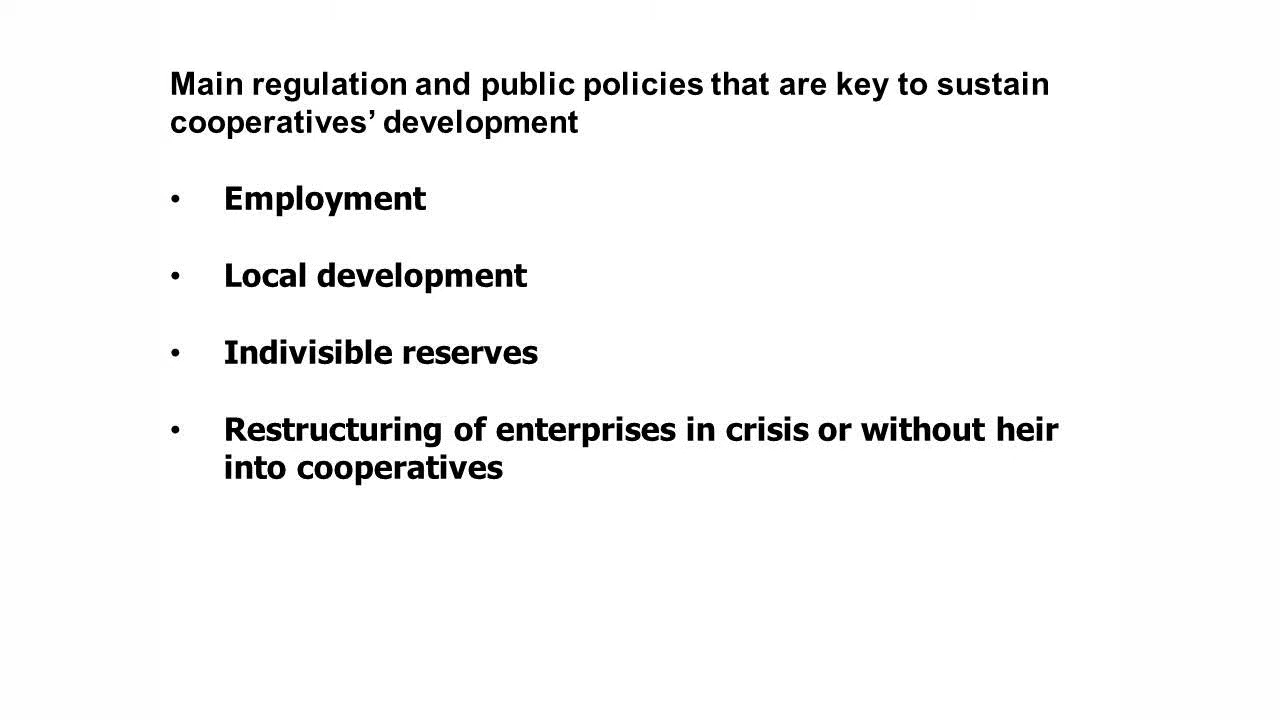 Main regulation and public policies that are key to sustain
cooperatives’ development
• Employment
• Local development
• Indivisible reserves
• Restructuring of enterprises in crisis or without heir
into cooperatives